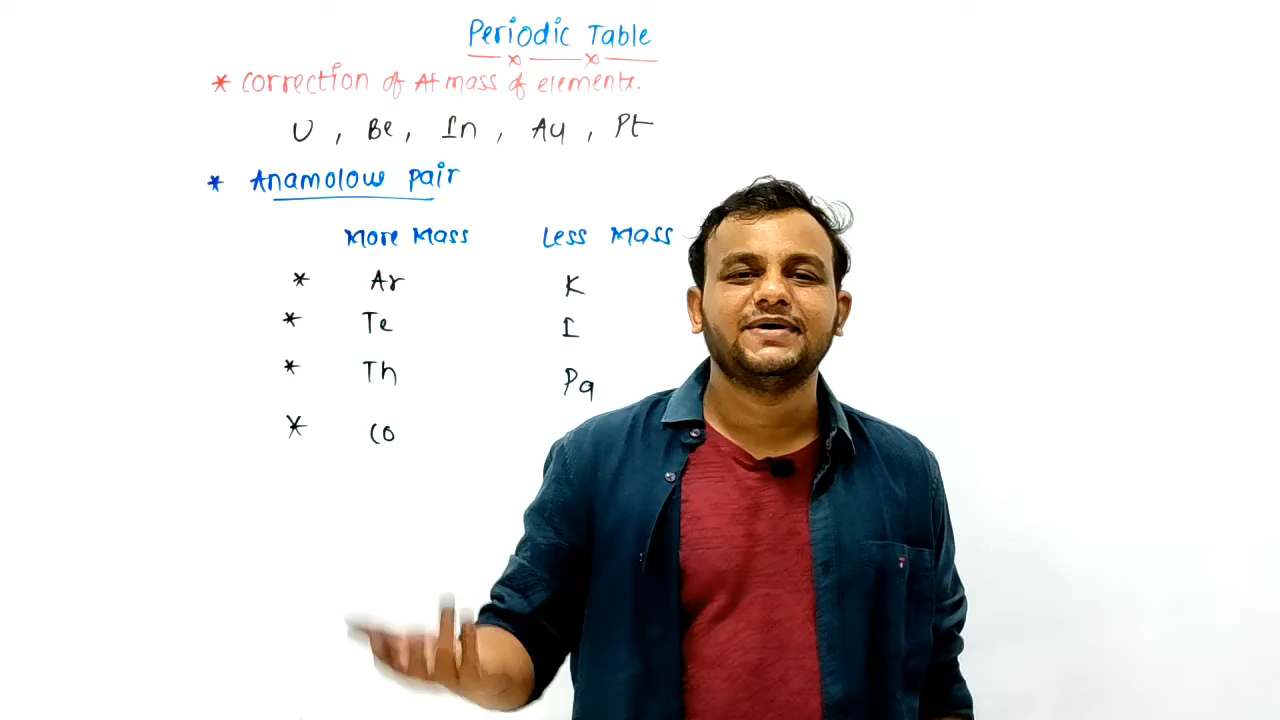 Periodic Table
* Correction of At mass of elements.
U , Be, In , Au , Pt
* Anamolous pair
More Mass Less Mass
* Ar K
* Te I
* Th Pa
* Co